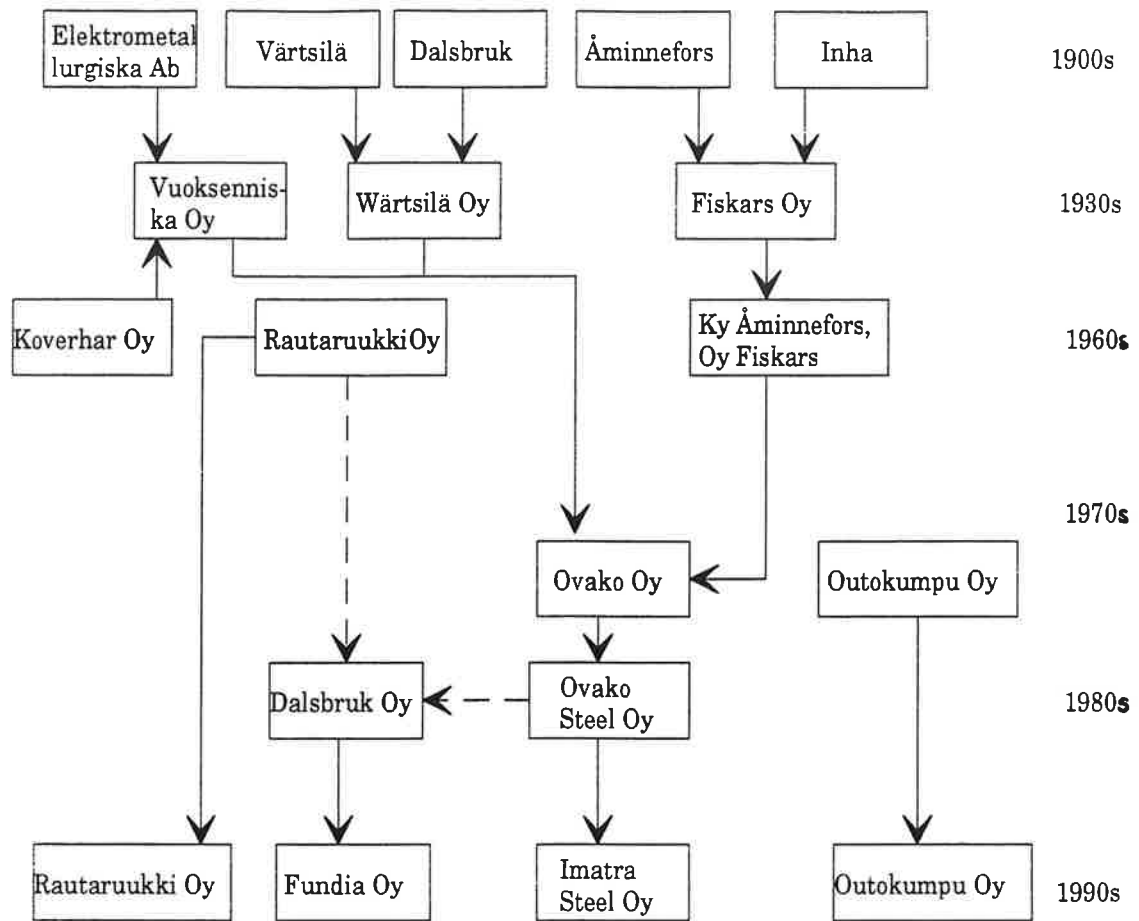 Elektrometal
lurgiska Ab
Värtsilä
Dalsbruk
Åminnefors
Inha
1900s
Vuoksennis-
ka Oy
Wärtsilä Oy
Fiskars Oy
1930s
Koverhar Oy
Rautaruukki Oy
Ky Åminnefors,
Oy Fiskars
1960s
1970s
Ovako Oy
Outokumpu Oy
Dalsbruk Oy
Ovako
Steel Oy
1980s
Rautaruukki Oy
Fundia Oy
Imatra
Steel Oy
Outokumpu Oy
1990s